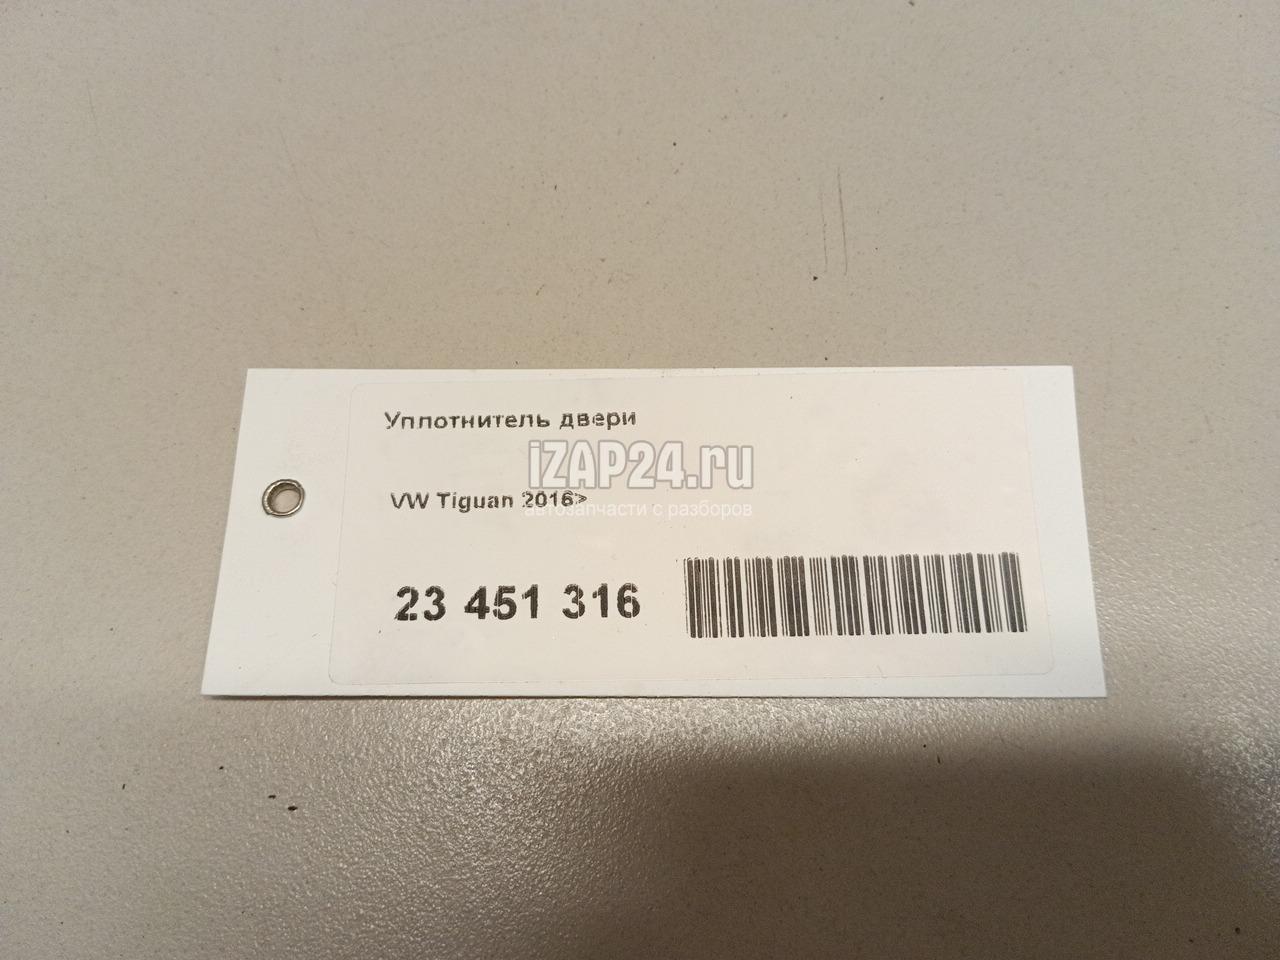 Уплотнитель двери
iZAP24.ru
VW Tiguan 2016>
автозапчасти с разборов
23 451 316